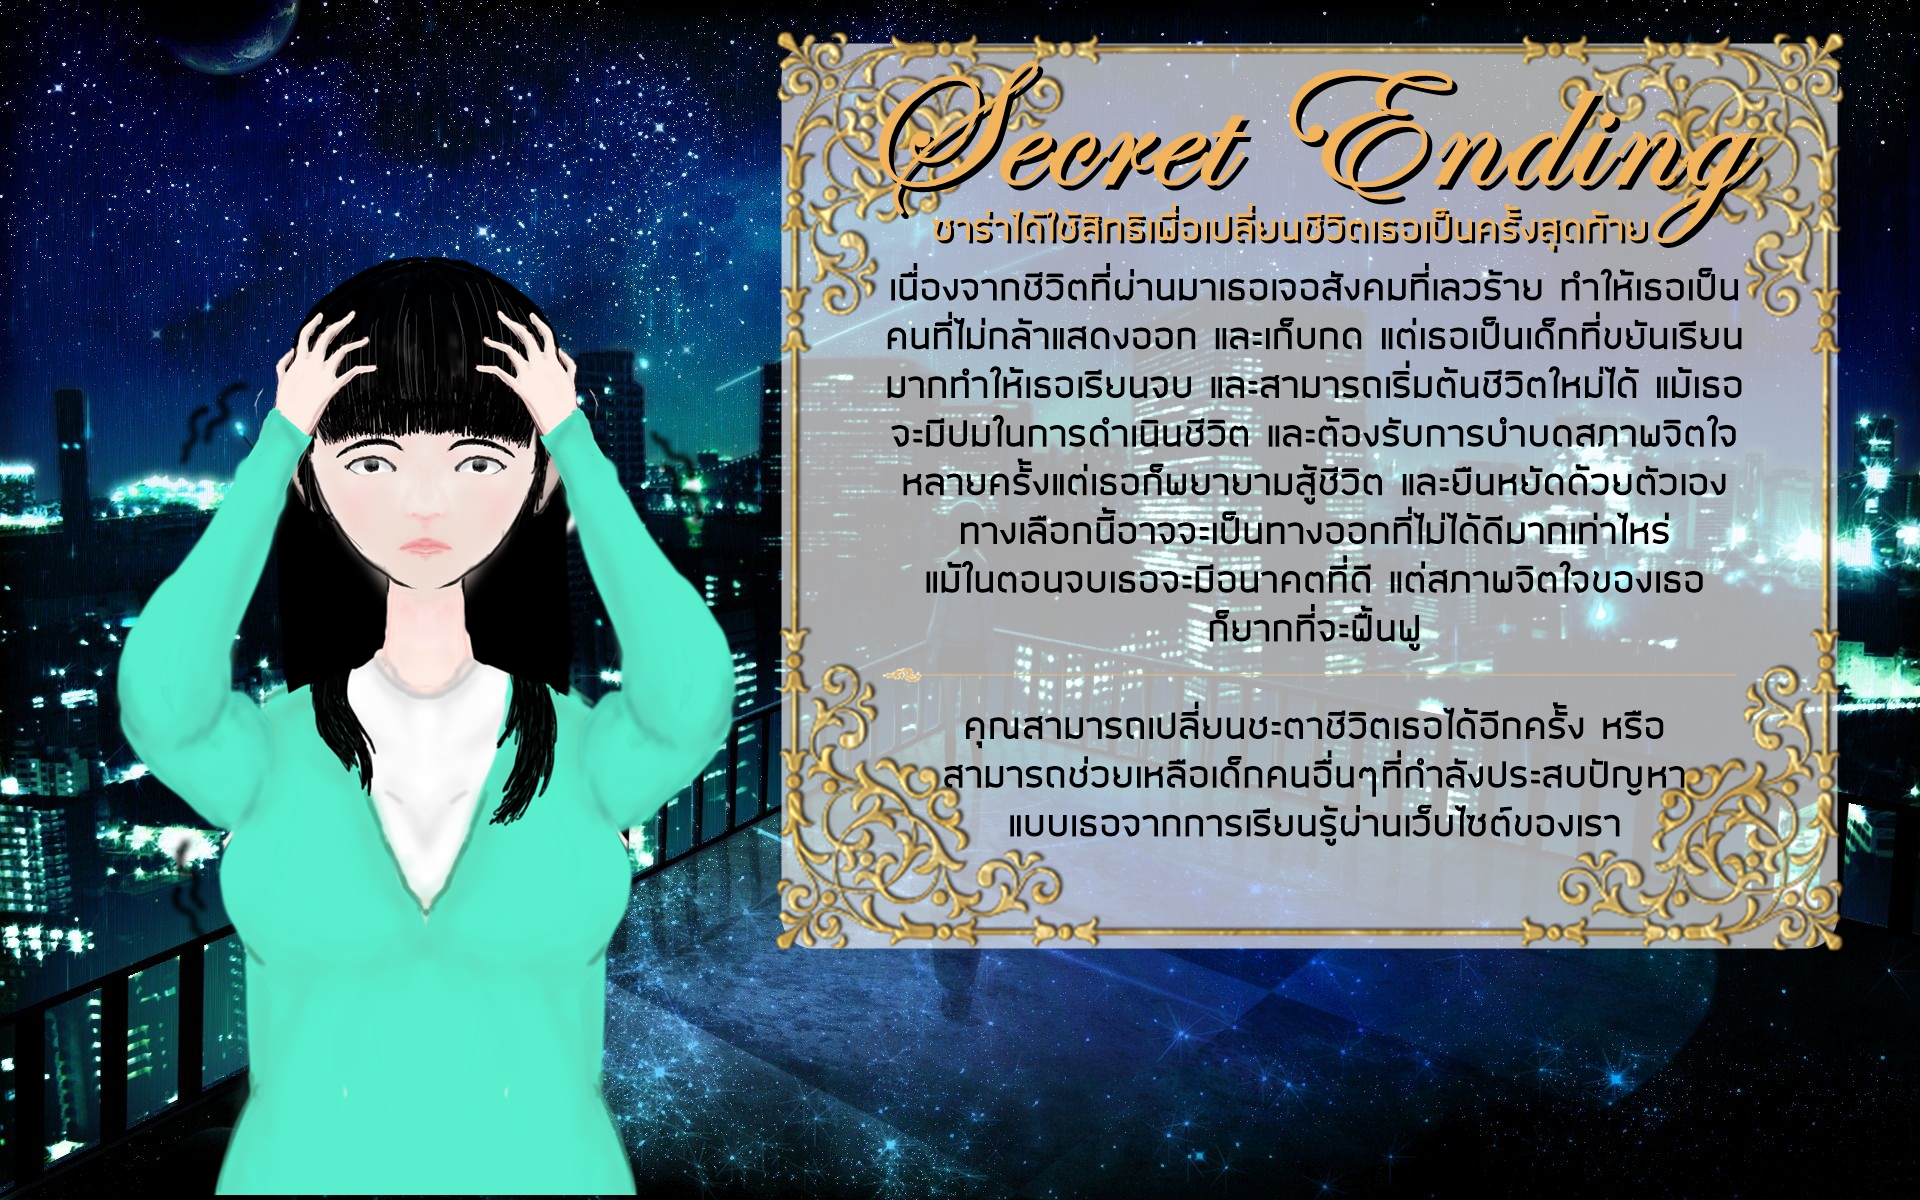 Secret Ending
ซาร่าได้ใช้สิทธิเพื่อเปลี่ยนชีวิตเธอเป็นครั้งสุดท้าย
เนื่องจากชีวิตที่ผ่านมาเธอเจอสังคมที่เลวร้าย ทำให้เธอเป็น
คนที่ไม่กล้าแสดงออก และเก็บกด แต่เธอเป็นเด็กที่ขยันเรียน
มากทำให้เธอเรียนจบ และสามารถเริ่มต้นชีวิตใหม่ได้ แม้เธอ
จะมีปมในการดำเนินชีวิต และต้องรับการบำบดสภาพจิตใจ
หลายครั้งแต่เธอก็พยายามสู้ชีวิต และยืนหยัดด้วยตัวเอง
ทางเลือกนี้อาจจะเป็นทางออกที่ไม่ได้ดีมากเท่าไหร่
แม้ในตอนจบเธอจะมีอนาคตที่ดี แต่สภาพจิตใจของเธอ
ก็ยากที่จะฟื้นฟู
คุณสามารถเปลี่ยนชะตาชีวิตเธอได้อีกครั้ง หรือ
สามารถช่วยเหลือเด็กคนอื่นๆที่กำลังประสบปัญหา
แบบเธอจากการเรียนรู้ผ่านเว็บไซต์ของเรา